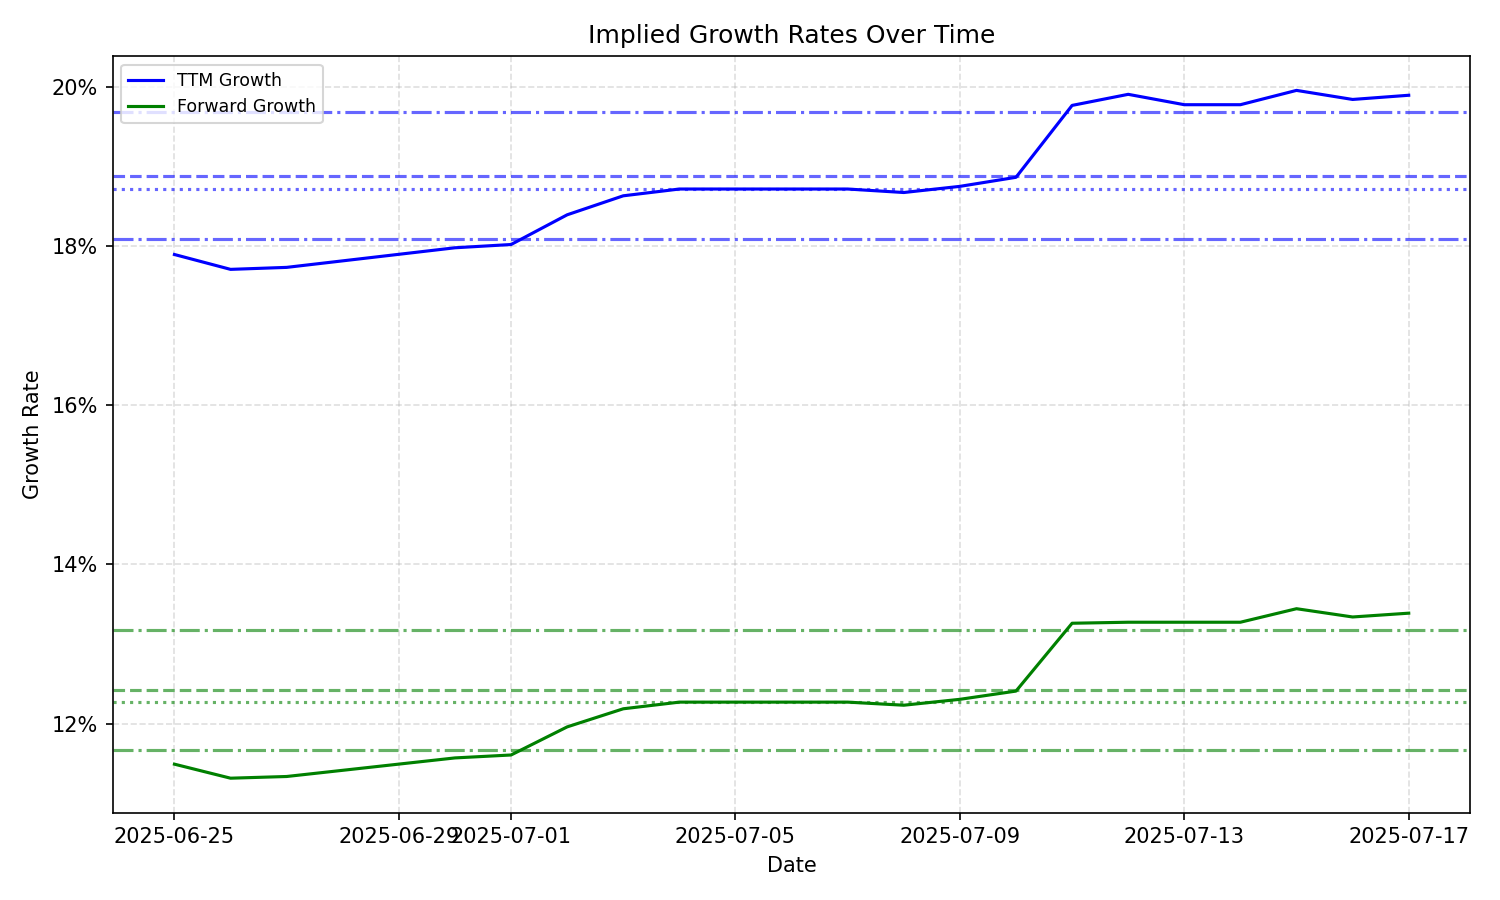 Implied Growth Rates Over Time
TTM Growth
Forward Growth
20%
18%
16%
14%
12%
Growth Rate
2025-06-25
2025-06-29
2025-07-01
2025-07-05
2025-07-09
2025-07-13
2025-07-17
Date